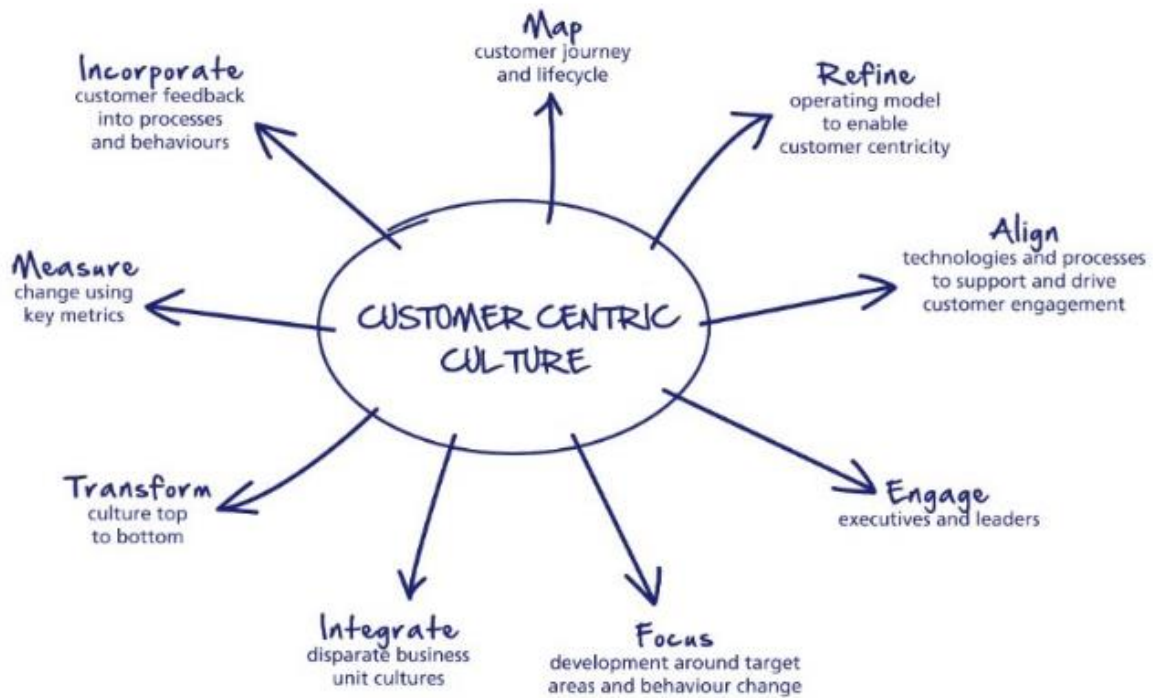 Map
customer journey
and lifecycle
Refine
operating model
to enable
customer centricity
Align
technologies and processes
to support and drive
customer engagement
Engage
executives and leaders
Focus
development around target
areas and behaviour change
Integrate
disparate business
unit cultures
Transform
culture top
to bottom
Measure
change using
key metrics
Incorporate
customer feedback
into processes
and behaviours
CUSTOMER CENTRIC
CULTURE